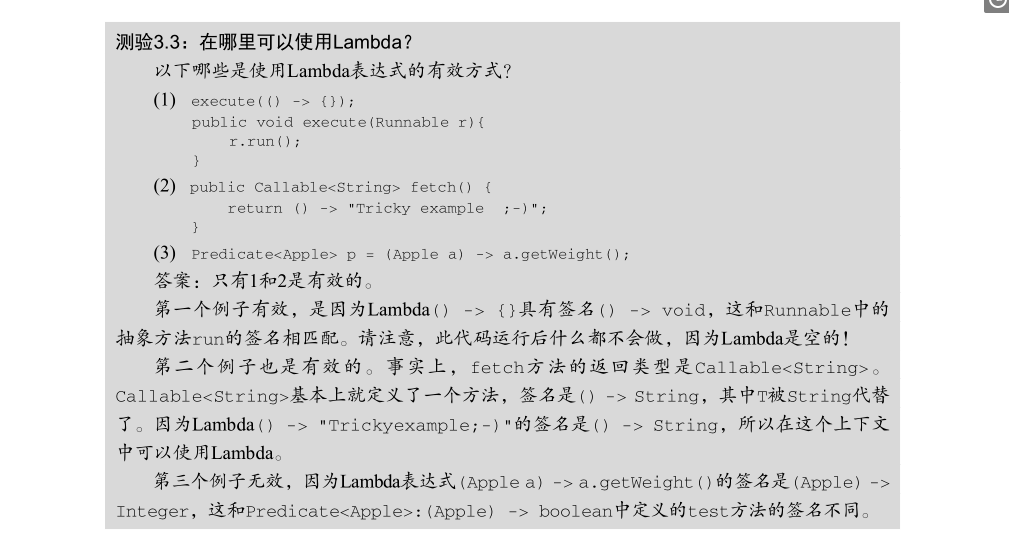 测验3.3：在哪里可以使用Lambda？
以下哪些是使用Lambda表达式的有效方式？
(1) execute(() -> {});
public void execute(Runnable r){
r.run();
}
(2) public Callable<String> fetch() {
return () -> "Tricky example  ;-)";
}
(3) Predicate<Apple> p = (Apple a) -> a.getWeight();
答案：只有1和2是有效的。
第一个例子有效，是因为Lambda() -> {}具有签名() -> void，这和Runnable中的
抽象方法run的签名相匹配。请注意，此代码运行后什么都不会做，因为Lambda是空的！
第二个例子也是有效的。事实上，fetch方法的返回类型是Callable<String>。
Callable<String>基本上就定义了一个方法，签名是() -> String，其中T被String代替
了。因为Lambda() -> "Trickyexample;-)"的签名是() -> String，所以在这个上下文
中可以使用Lambda。
第三个例子无效，因为Lambda表达式(Apple a) -> a.getWeight()的签名是(Apple) ->
Integer，这和Predicate<Apple>:(Apple) -> boolean中定义的test方法的签名不同。